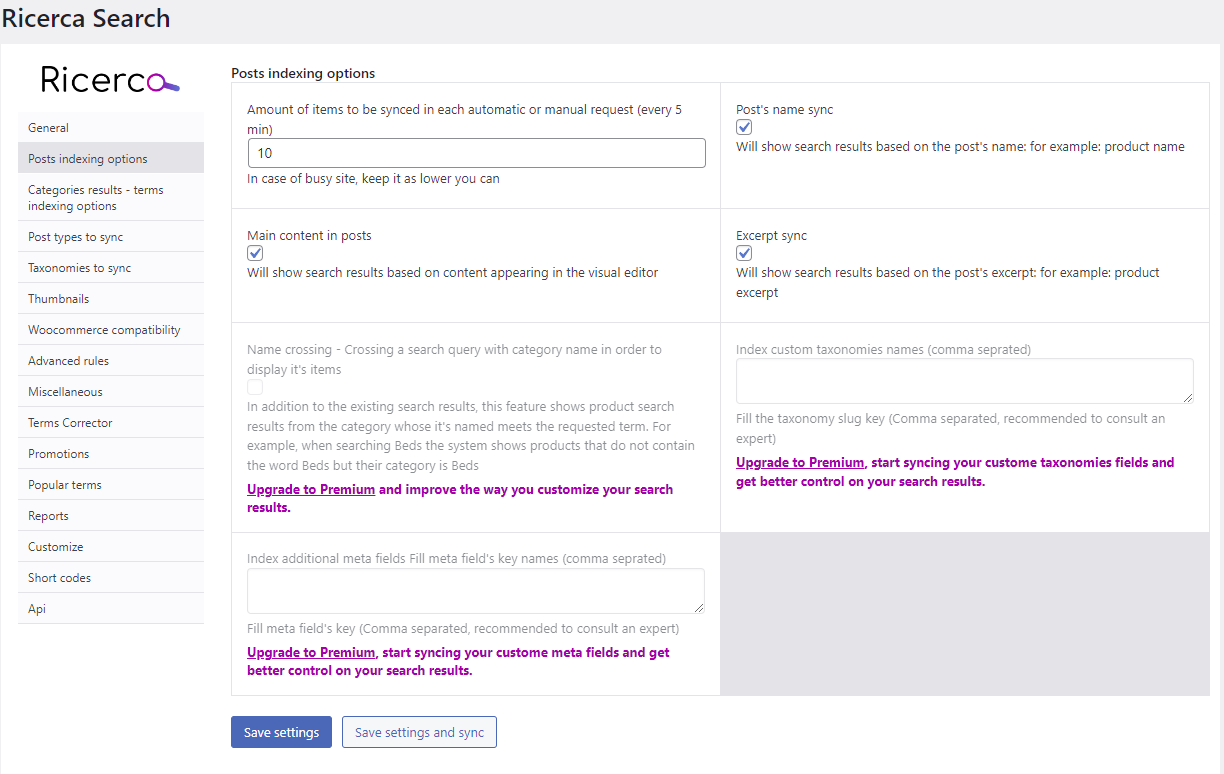 Ricerca Search
Ricerco
General
Posts indexing options
Categories results - terms
indexing options
Post types to sync
Taxonomies to sync
Thumbnails
Woocommerce compatibility
Advanced rules
Miscellaneous
Terms Corrector
Promotions
Popular terms
Reports
Customize
Short codes
Api
Posts indexing options
Amount of items to be synced in each automatic or manual request (every 5
min)
10
In case of busy site, keep it as lower you can
Post's name sync
Will show search results based on the post's name: for example: product name
Main content in posts
Will show search results based on content appearing in the visual editor
Excerpt sync
Will show search results based on the post's excerpt: for example: product
excerpt
Name crossing - Crossing a search query with category name in order to
display it's items
In addition to the existing search results, this feature shows product search
results from the category whose it's named meets the requested term. For
example, when searching Beds the system shows products that do not contain
the word Beds but their category is Beds
Upgrade to Premium and improve the way you customize your search
results.
Index custom taxonomies names (comma seprated)
Fill the taxonomy slug key (Comma separated, recommended to consult an
expert)
Upgrade to Premium, start syncing your custome taxonomies fields and
get better control on your search results.
Index additional meta fields Fill meta field's key names (comma seprated)
Fill meta field's key (Comma separated, recommended to consult an expert)
Upgrade to Premium, start syncing your custome meta fields and get
better control on your search results.
Save settings
Save settings and sync